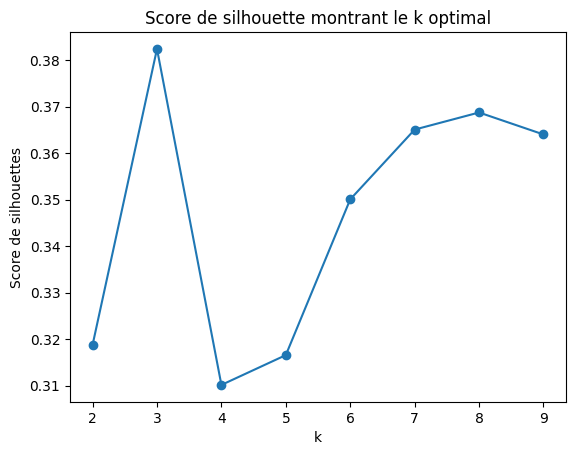 Score de silhouette montrant le k optimal
Score de silhouettes
0.38
0.37
0.36
0.35
0.34
0.33
0.32
0.31
2 3 4 5 6 7 8 9
k